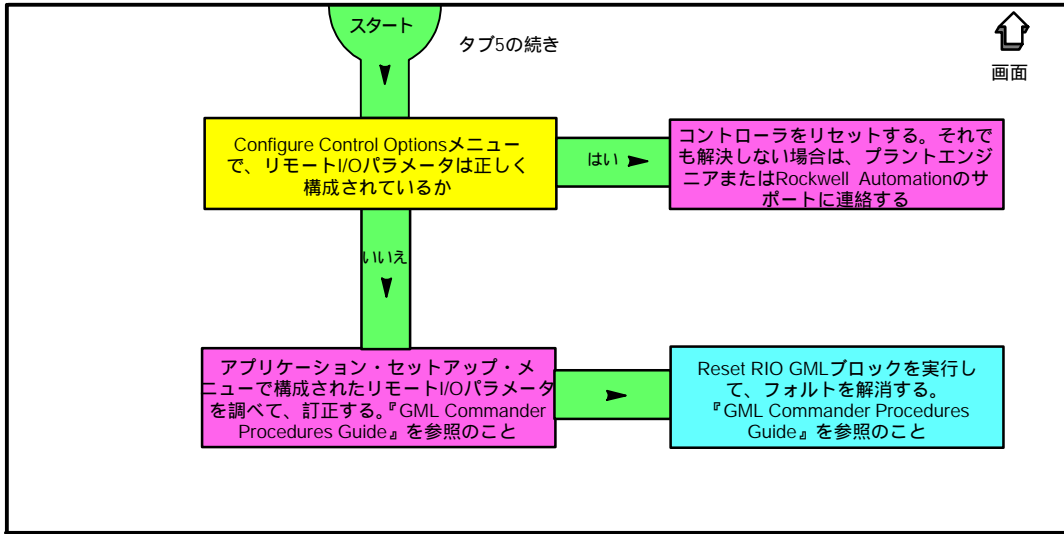 スタート
タブ5の続き
画面
Configure Control Optionsメニュー
で、リモートI/Oパラメータは正しく
構成されているか
はい
コントローラをリセットする。それで
も解決しない場合は、プラントエンジ
ニアまたはRockwell Automationのサ
ポートに連絡する
いいえ
アプリケーション・セットアップ・メ
ニューで構成されたリモートI/Oパラメータ
を調べて、訂正する。『GML Commander
Procedures Guide』を参照のこと
Reset RIO GMLブロックを実行し
て、フォルトを解消する。
『GML Commander Procedures
Guide』を参照のこと